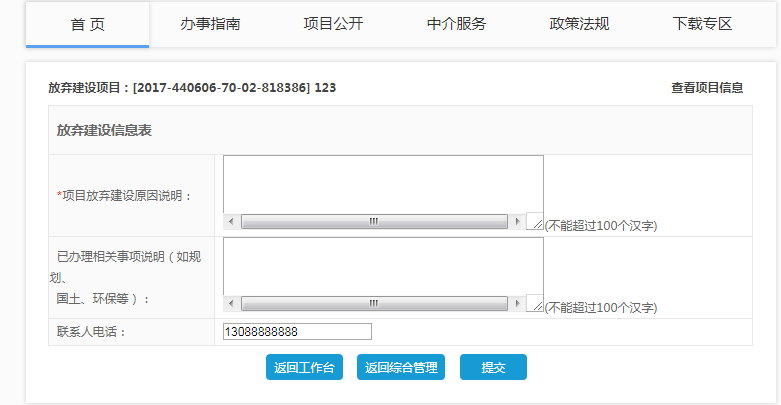 首 页
办事指南
项目公开
中介服务
政策法规
下载专区
放弃建设项目：[2017-440606-70-02-818386] 123
查看项目信息
放弃建设信息表
*项目放弃建设原因说明：
(不能超过100个汉字)
已办理相关事项说明（如规
划、
国土、环保等）：
(不能超过100个汉字)
联系人电话：
13088888888
返回工作台
返回综合管理
提交